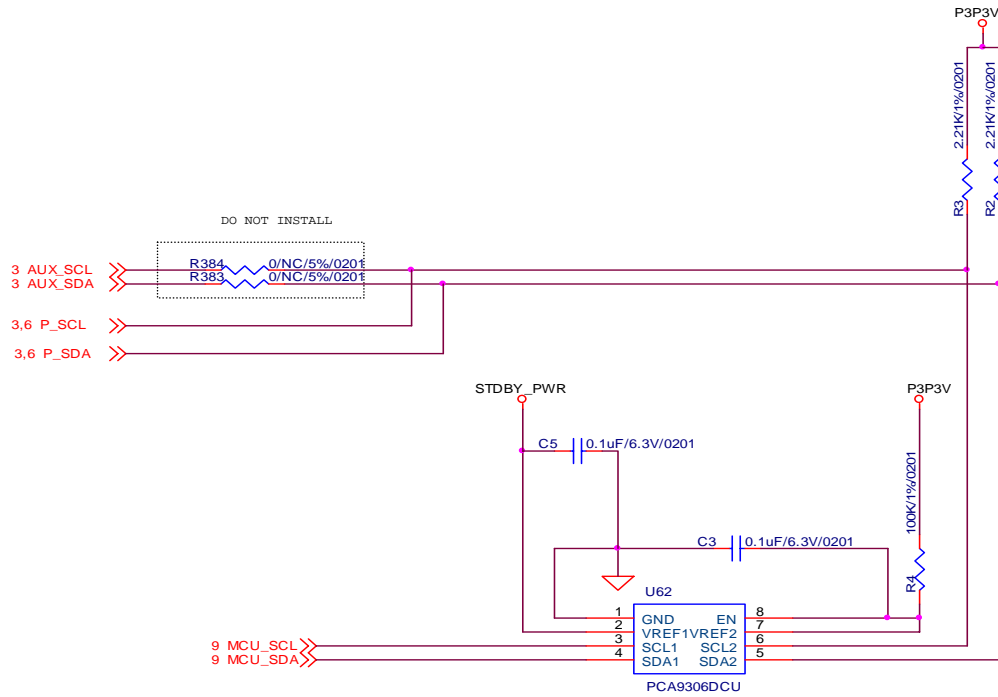 P3P3V
2.21K/1%/0201
2.21K/1%/0201
R3
R2
DO NOT INSTALL
3 AUX_SCL
R384
0/NC/5%/0201
3 AUX_SDA
R383
0/NC/5%/0201
3,6 P_SCL
3,6 P_SDA
STDBY_PWR
P3P3V
C5
0.1uF/6.3V/0201
100K/1%/0201
C3
0.1uF/6.3V/0201
R4
U62
1 GND EN 8
2 VREF1 VREF2 7
9 MCU_SCL 3 SCL1 SCL2 6
9 MCU_SDA 4 SDA1 SDA2 5
PCA9306DCU